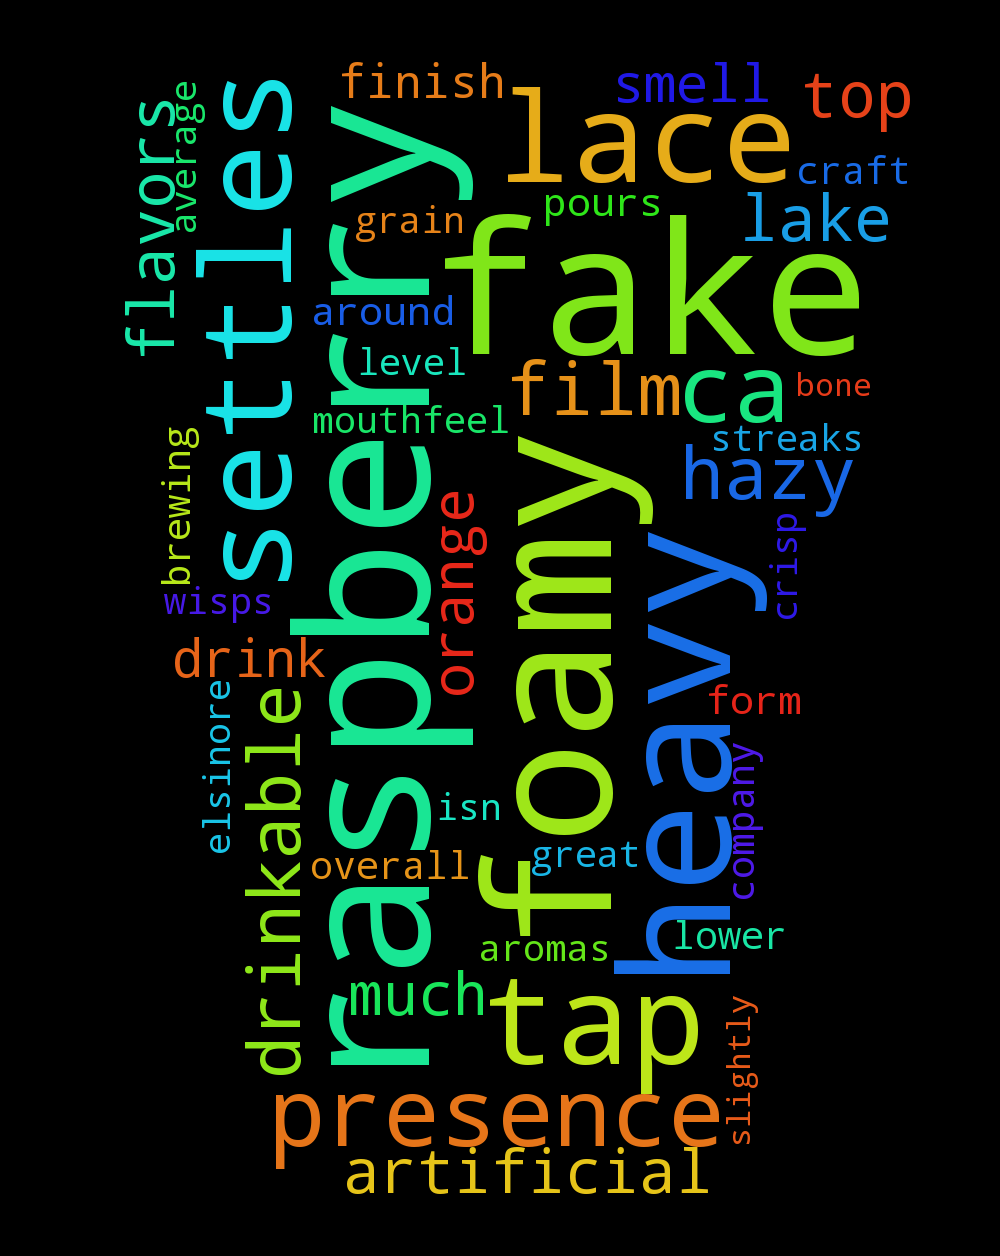 finish
smell
top
lace
average
flavors
settles
raspberry
craft
pours
lake
grain
fake
around
level
film
ca
bone
mouthfeel
streaks
hazy
brewing
orange
foamy
heavy
crisp
wisps
drink
elsinore
drinkable
form
company
isn
overall
great
lower
aromas
much
tap
slightly
presence
artificial